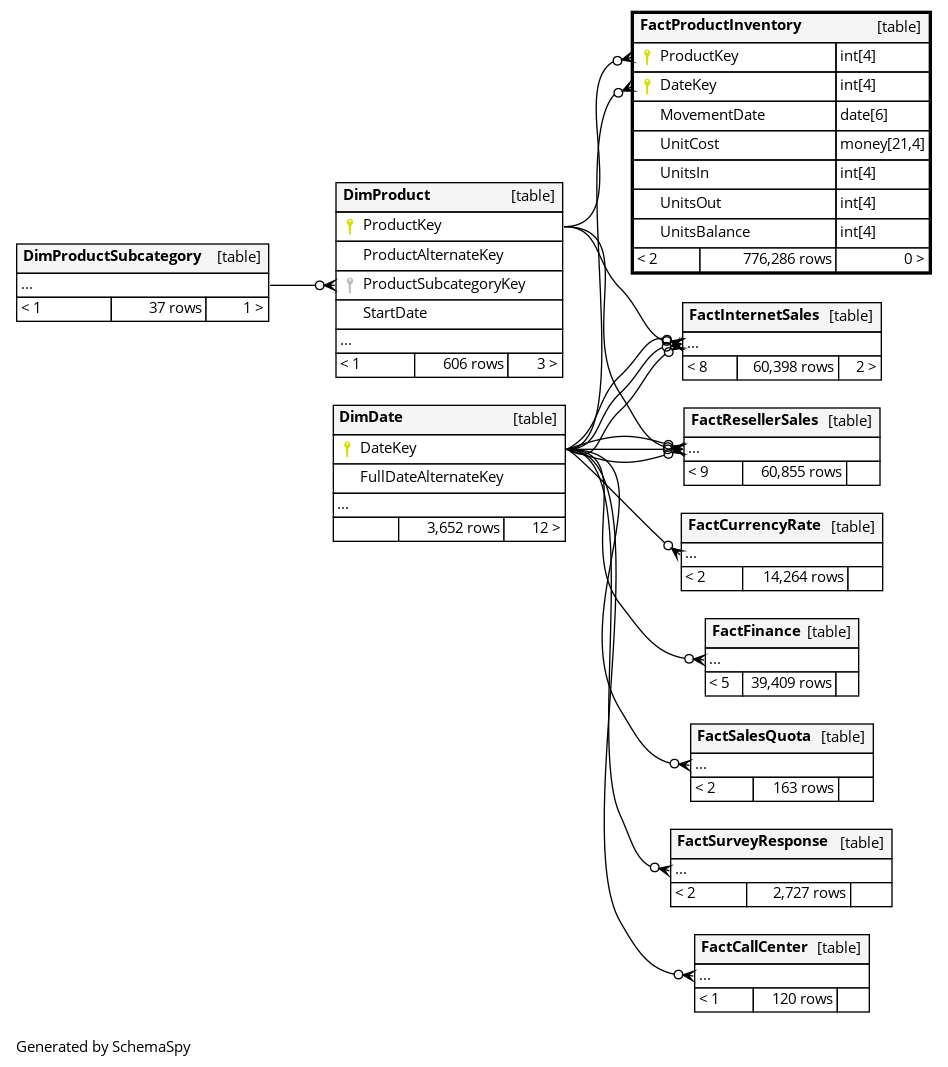 FactProductInventory [table]
ProductKey int[4]
DateKey int[4]
MovementDate date[6]
UnitCost money[21,4]
UnitsIn int[4]
UnitsOut int[4]
UnitsBalance int[4]
< 2 776,286 rows 0 >
DimProduct [table]
ProductKey
ProductAlternateKey
ProductSubcategoryKey
StartDate
...
< 1 606 rows 3 >
DimProductSubcategory [table]
...
< 1 37 rows 1 >
DimDate [table]
DateKey
FullDateAlternateKey
...
3,652 rows 12 >
FactInternetSales [table]
...
< 8 60,398 rows 2 >
FactResellerSales [table]
...
< 9 60,855 rows
FactCurrencyRate [table]
...
< 2 14,264 rows
FactFinance [table]
...
< 5 39,409 rows
FactSalesQuota [table]
...
< 2 163 rows
FactSurveyResponse [table]
...
< 2 2,727 rows
FactCallCenter [table]
...
< 1 120 rows
Generated by SchemaSpy